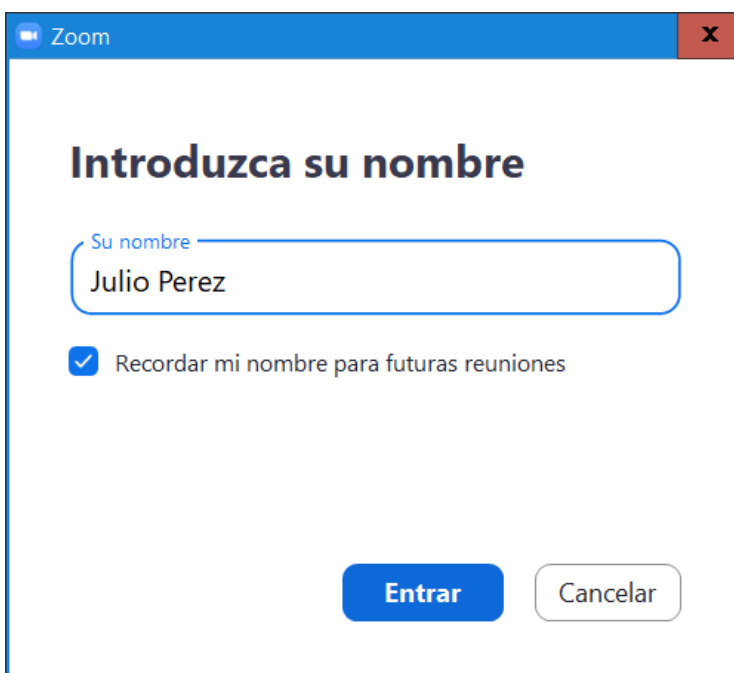 Zoom
X
Introduzca su nombre
Su nombre
Julio Perez
Recordar mi nombre para futuras reuniones
Entrar
Cancelar